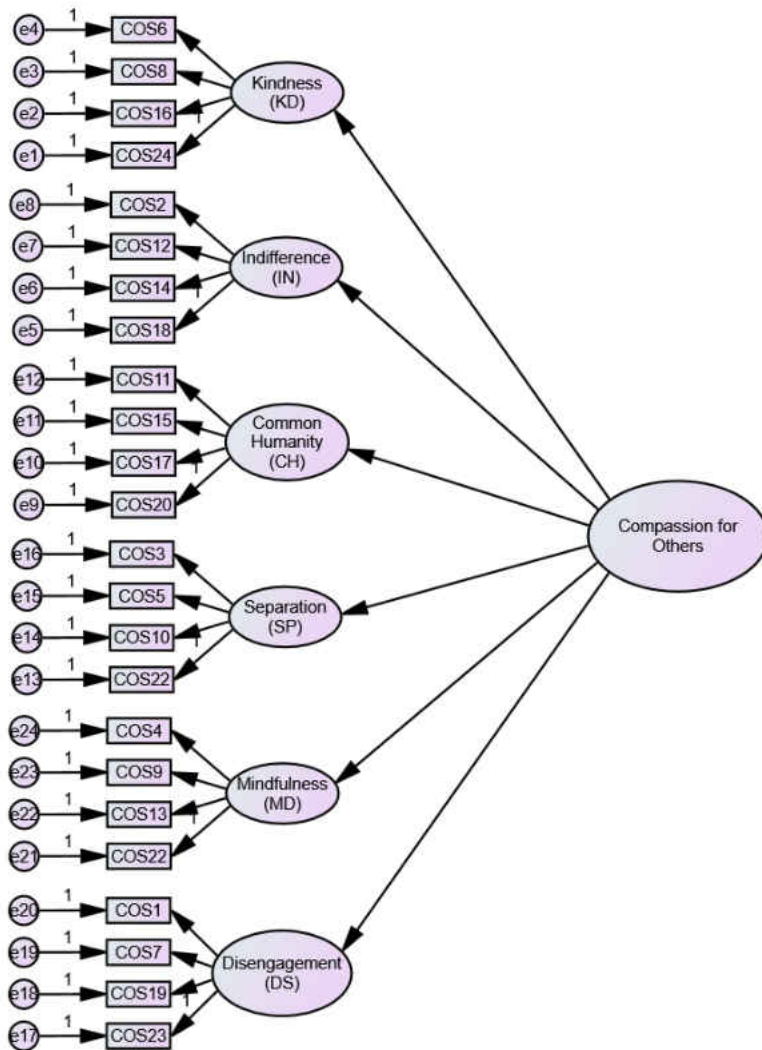 e4 1 COS6
e3 1 COS8
e2 1 COS16
e1 1 COS24
1
Kindness
(KD)
e8 1 COS2
e7 1 COS12
e6 1 COS14
e5 1 COS18
1
Indifference
(IN)
e12 1 COS11
e11 1 COS15
e10 1 COS17
e9 1 COS20
1
Common
Humanity
(CH)
e16 1 COS3
e15 1 COS5
e14 1 COS10
e13 1 COS22
1
Separation
(SP)
e24 1 COS4
e23 1 COS9
e22 1 COS13
e21 1 COS22
1
Mindfulness
(MD)
e20 1 COS1
e19 1 COS7
e18 1 COS19
e17 1 COS23
1
Disengagement
(DS)
Compassion for
Others